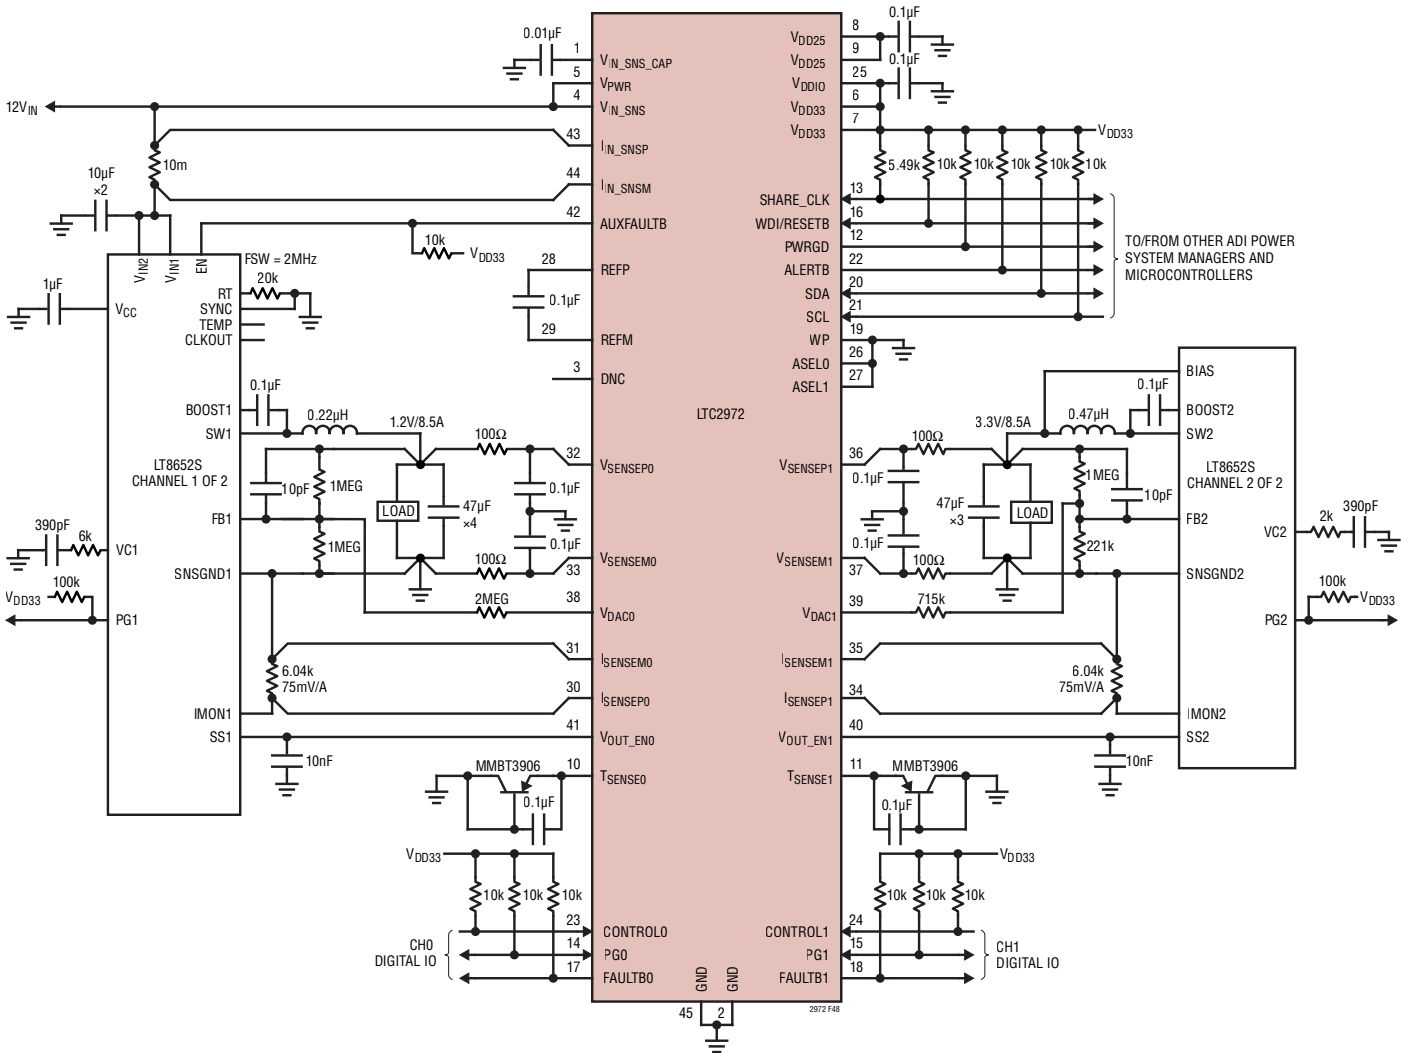 0.1µF
8
VDD25
9
VDD25
0.1µF
25
VDDIO
6
VDD33
7
VDD33
VDD33
0.01µF
1
VIN_SNS_CAP
5
VPWR
4
VIN_SNS
12VIN
43
IIN_SNSP
10m
44
IIN_SNSM
10µF
×2
42
AUXFAULTB
10k
VDD33
28
REFP
0.1µF
29
REFM
3
DNC
LTC2972
5.49k
10k
10k
10k
10k
10k
13
SHARE_CLK
16
WDI/RESETB
12
PWRGD
22
ALERTB
20
SDA
21
SCL
19
WP
26
ASEL0
27
ASEL1
TO/FROM OTHER ADI POWER
SYSTEM MANAGERS AND
MICROCONTROLLERS
VIN2
VIN1
EN
FSW = 2MHz
20k
RT
SYNC
TEMP
CLKOUT
1µF
VCC
0.1µF
BOOST1
0.22µH
SW1
1.2V/8.5A
LT8652S
CHANNEL 1 OF 2
10pF
1MEG
1MEG
FB1
LOAD
47µF
×4
100Ω
32
VSENSEP0
0.1µF
0.1µF
100Ω
VSENSEM0
33
390pF
6k
VC1
SNSGND1
100k
VDD33
PG1
2MEG
38
VDAC0
31
ISENSEM0
6.04k
75mV/A
30
ISENSEP0
IMON1
41
VOUT_EN0
SS1
10nF
MMBT3906
10
TSENSE0
0.1µF
VDD33
10k
10k
10k
23
CONTROL0
14
PG0
17
FAULTB0
CH0
DIGITAL IO
BIAS
0.1µF
BOOST2
0.47µH
SW2
3.3V/8.5A
LT8652S
CHANNEL 2 OF 2
100Ω
36
VSENSEP1
0.1µF
0.1µF
47µF
×3
LOAD
1MEG
10pF
FB2
221k
100Ω
VSENSEM1
37
SNSGND2
2k
390pF
VC2
100k
VDD33
PG2
39
VDAC1
715k
35
ISENSEM1
6.04k
75mV/A
34
ISENSEP1
IMON2
40
VOUT_EN1
SS2
10nF
11
TSENSE1
MMBT3906
0.1µF
VDD33
10k
10k
10k
24
CONTROL1
15
PG1
18
FAULTB1
CH1
DIGITAL IO
GND
GND
45
2
2972 F48